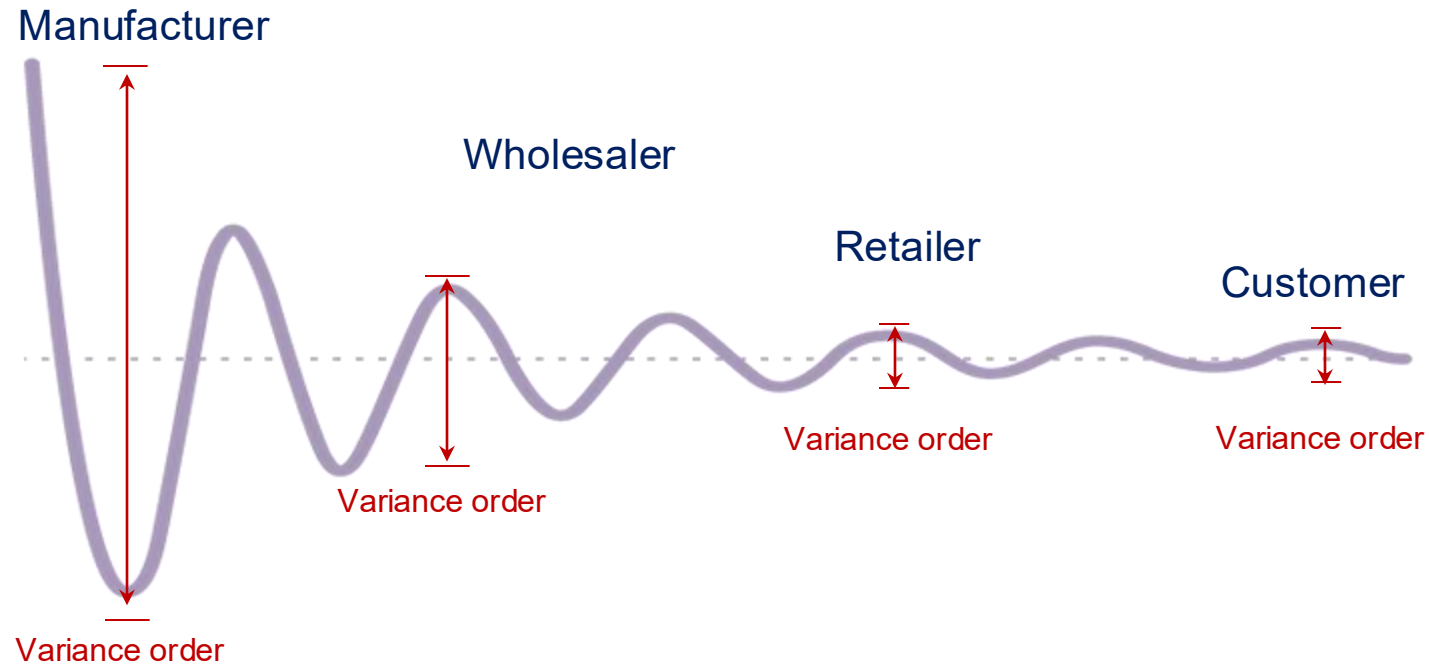 Manufacturer
Wholesaler
Retailer
Customer
Variance order
Variance order
Variance order
Variance order